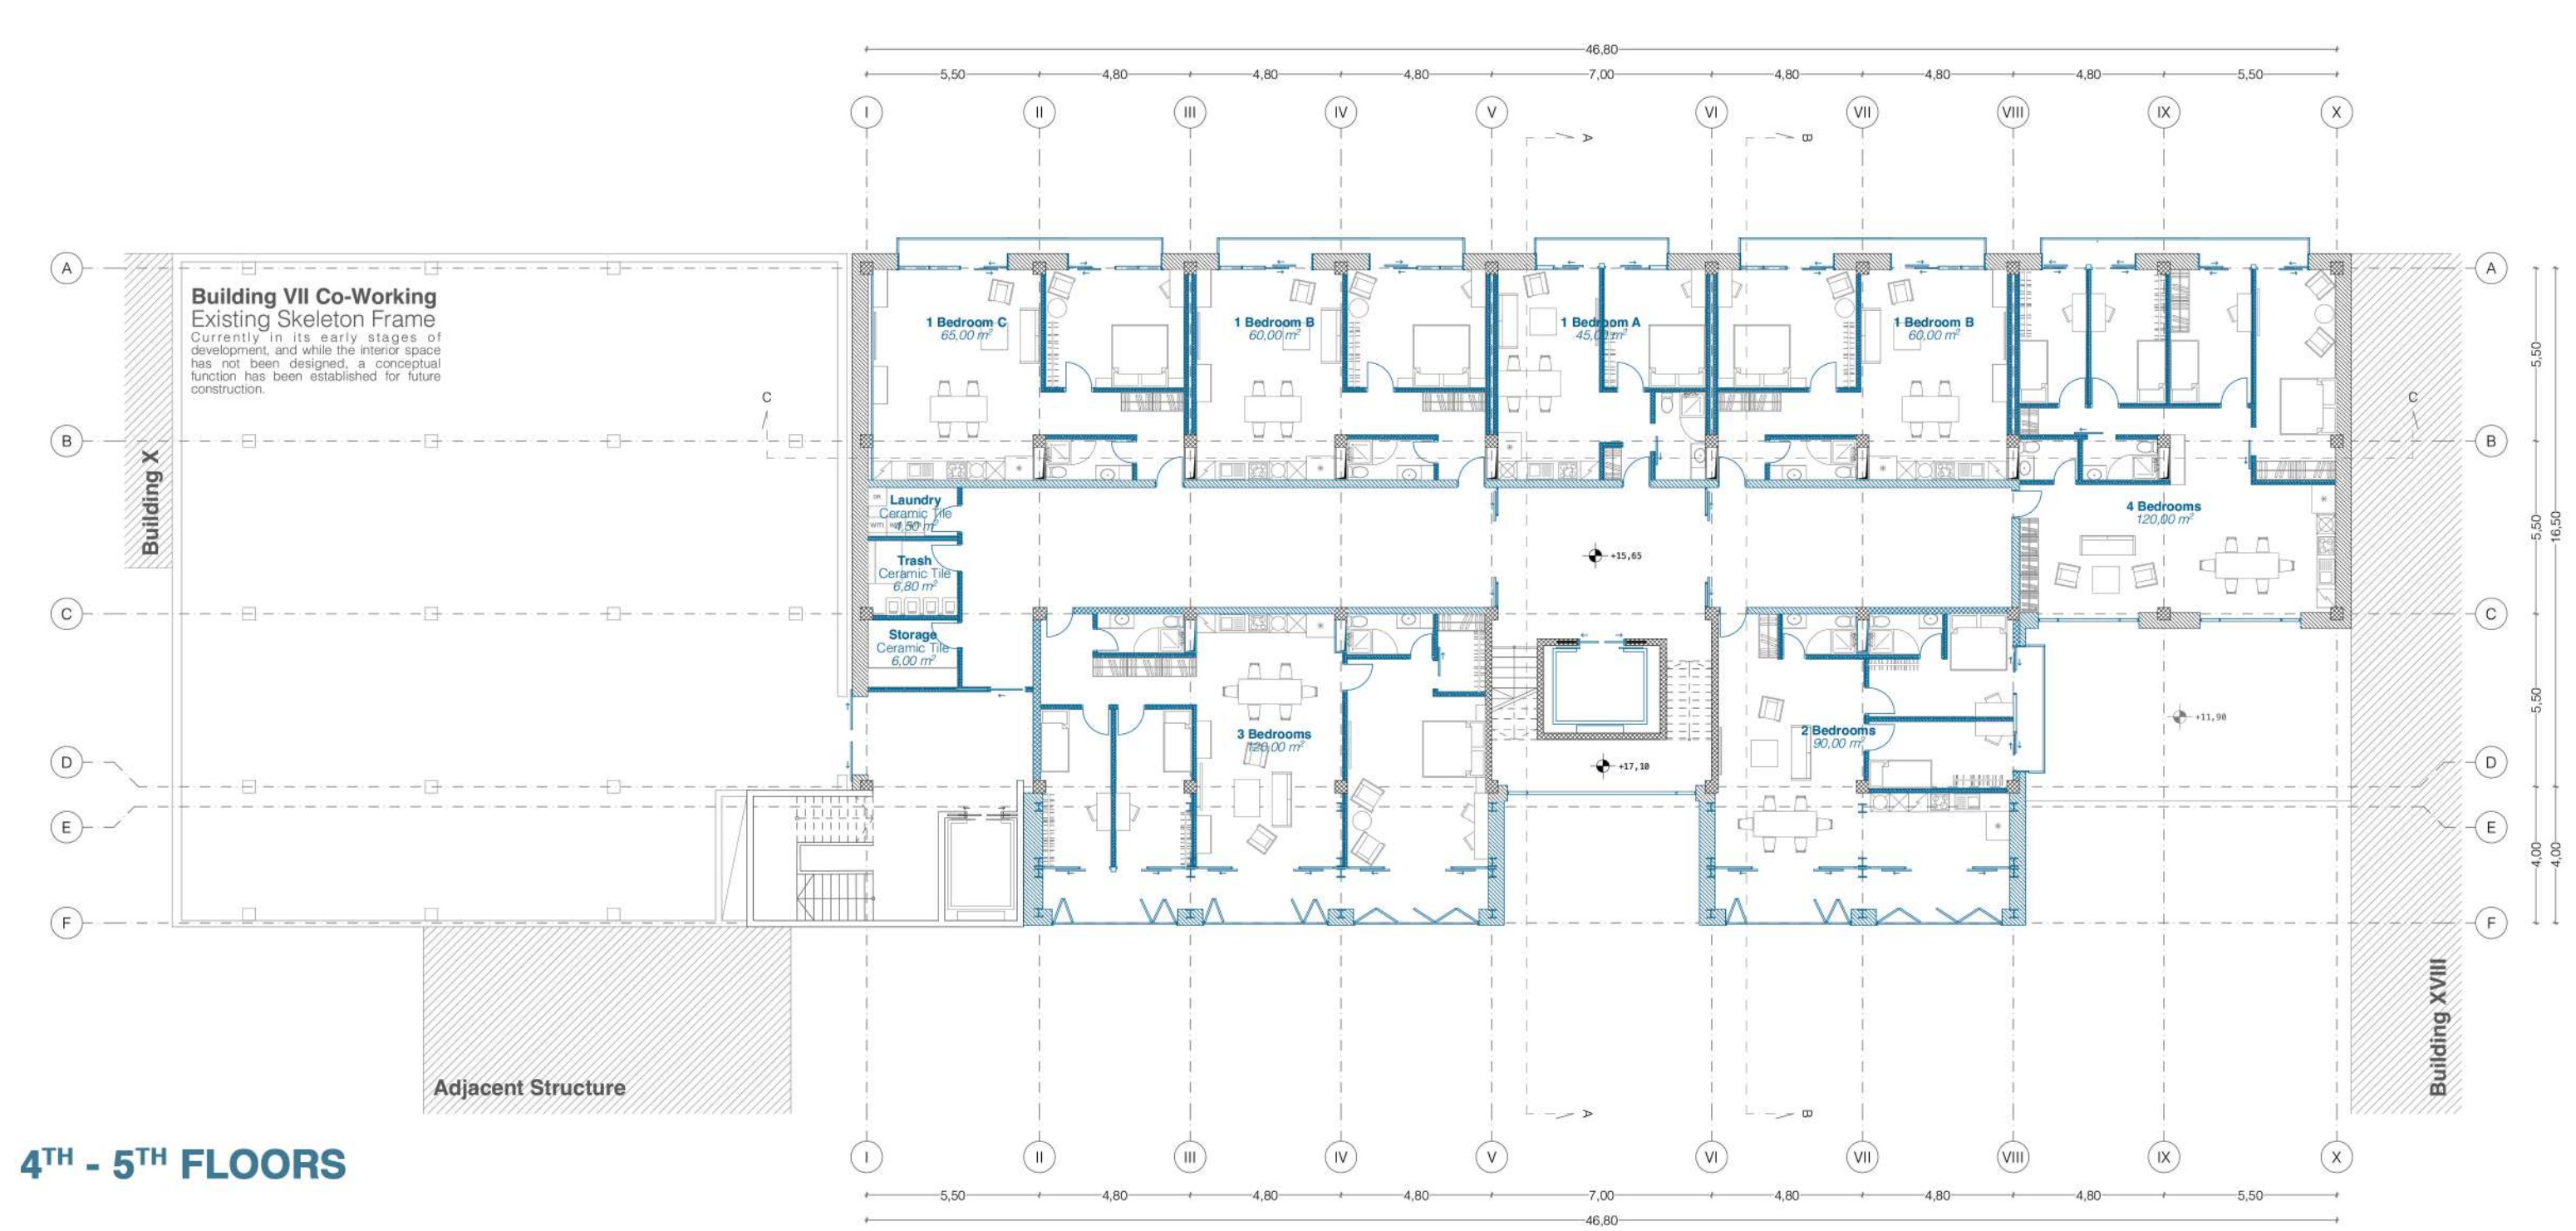 46,80
5,50 4,80 4,80 4,80 7,00 4,80 4,80 4,80 5,50
I II III IV V VI VII VIII IX X
A B
A A
Building VII Co-Working
Existing Skeleton Frame
Currently in its early stages of
development, and while the interior space
has not been designed, a conceptual
function has been established for future
construction.
1 Bedroom C
65,00 m²
1 Bedroom B
60,00 m²
1 Bedroom A
45,00 m²
1 Bedroom B
60,00 m²
5,50
C C
B B
Building X
Laundry
Ceramic Tile
4,50 m²
DR
wm
4 Bedrooms
120,00 m²
5,50
16,50
Trash
Ceramic Tile
6,80 m²
+15,65
C C
Storage
Ceramic Tile
6,00 m²
5,50
3 Bedrooms
120,00 m²
2 Bedrooms
90,00 m²
+11,90
D D
+17,10
E E
4,00
4,00
F F
Building XVIII
Adjacent Structure
A B
4TH - 5TH FLOORS
I II III IV V VI VII VIII IX X
5,50 4,80 4,80 4,80 7,00 4,80 4,80 4,80 5,50
46,80